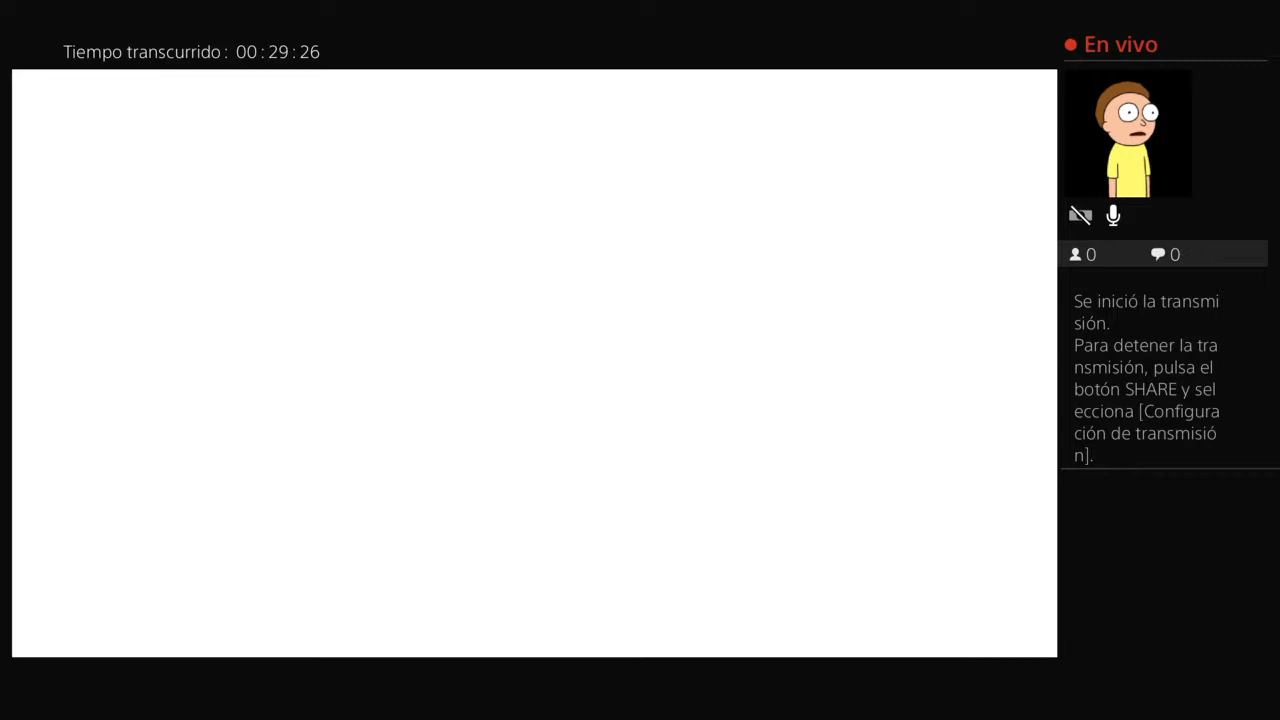 Tiempo transcurrido : 00 : 29 : 26
En vivo
0
0
Se inició la transmi
sión.
Para detener la tra
nsmisión, pulsa el
botón SHARE y sel
ecciona [Configura
ción de transmisió
n].